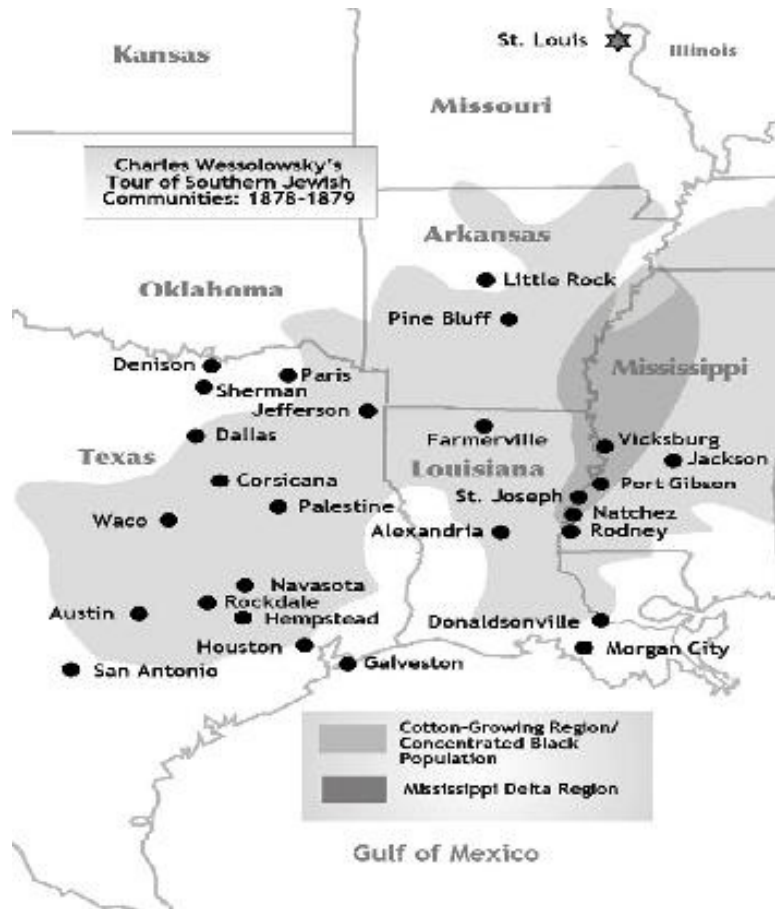 St. Louis
Illinois
Kansas
Missouri
Charles Wessolowsky's
Tour of Southern Jewish
Communities: 1878-1879
Arkansas
Little Rock
Oklahoma
Pine Bluff
Denison
Paris
Mississippi
Sherman
Jefferson
Dallas
Farmerville
Vicksburg
Texas
Louisiana
Jackson
Corsicana
Port Gibson
St. Joseph
Palestine
Natchez
Waco
Alexandria
Rodney
Navasota
Rockdale
Austin
Hempstead
Donaldsonville
Houston
Morgan City
Galveston
San Antonio
Cotton-Growing Region/
Concentrated Black
Population
Mississippi Delta Region
Gulf of Mexico